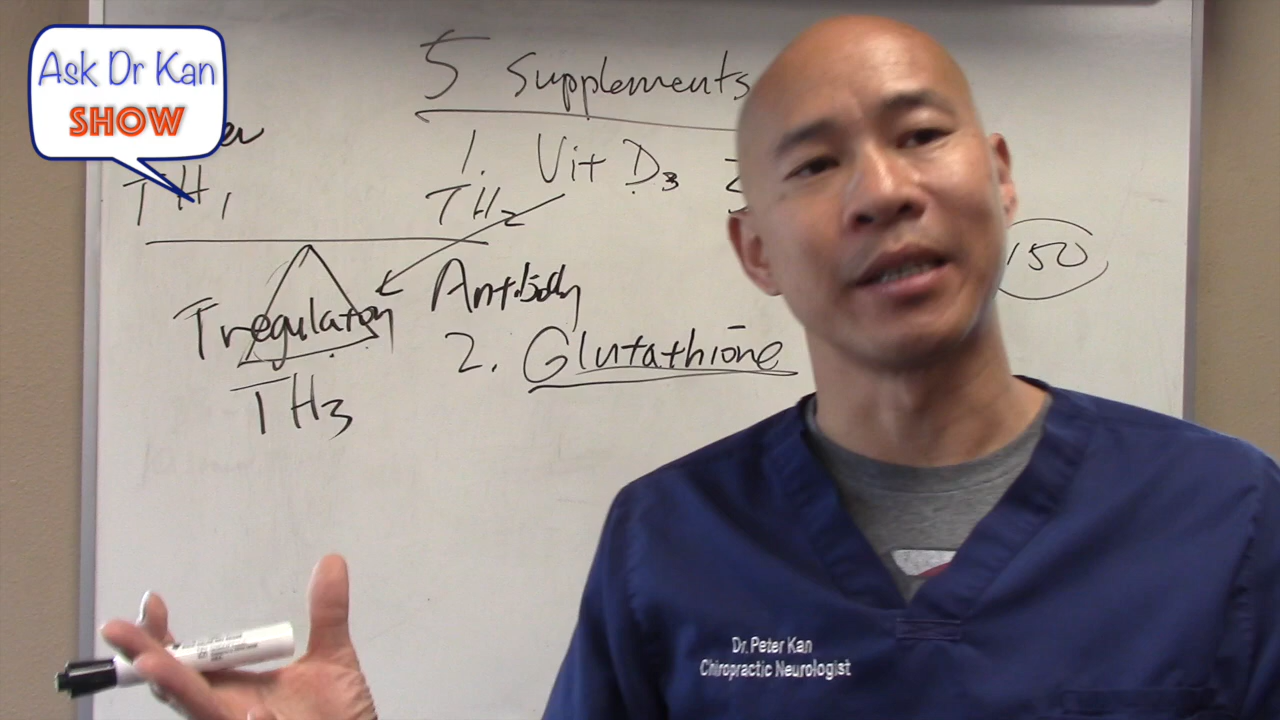 Ask Dr Kan
SHOW
5 Supplements
1. Vit D3
TH1
TH2
Tregulatory
Antibody
TH3
2. Glutathione
150
Dr. Peter Kan
Chiropractic Neurologist